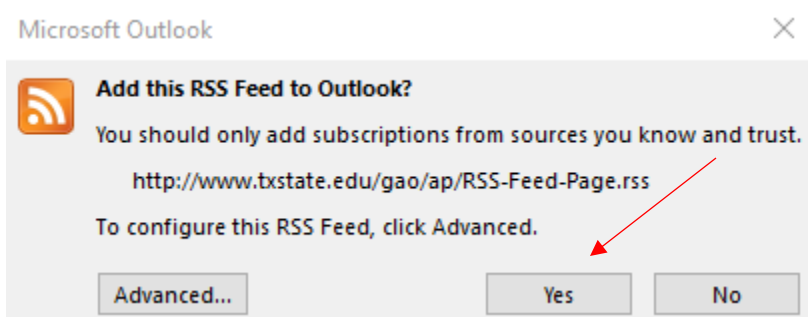 Microsoft Outlook
Add this RSS Feed to Outlook?
You should only add subscriptions from sources you know and trust.
http://www.txstate.edu/gao/ap/RSS-Feed-Page.rss
To configure this RSS Feed, click Advanced.
Advanced... Yes No